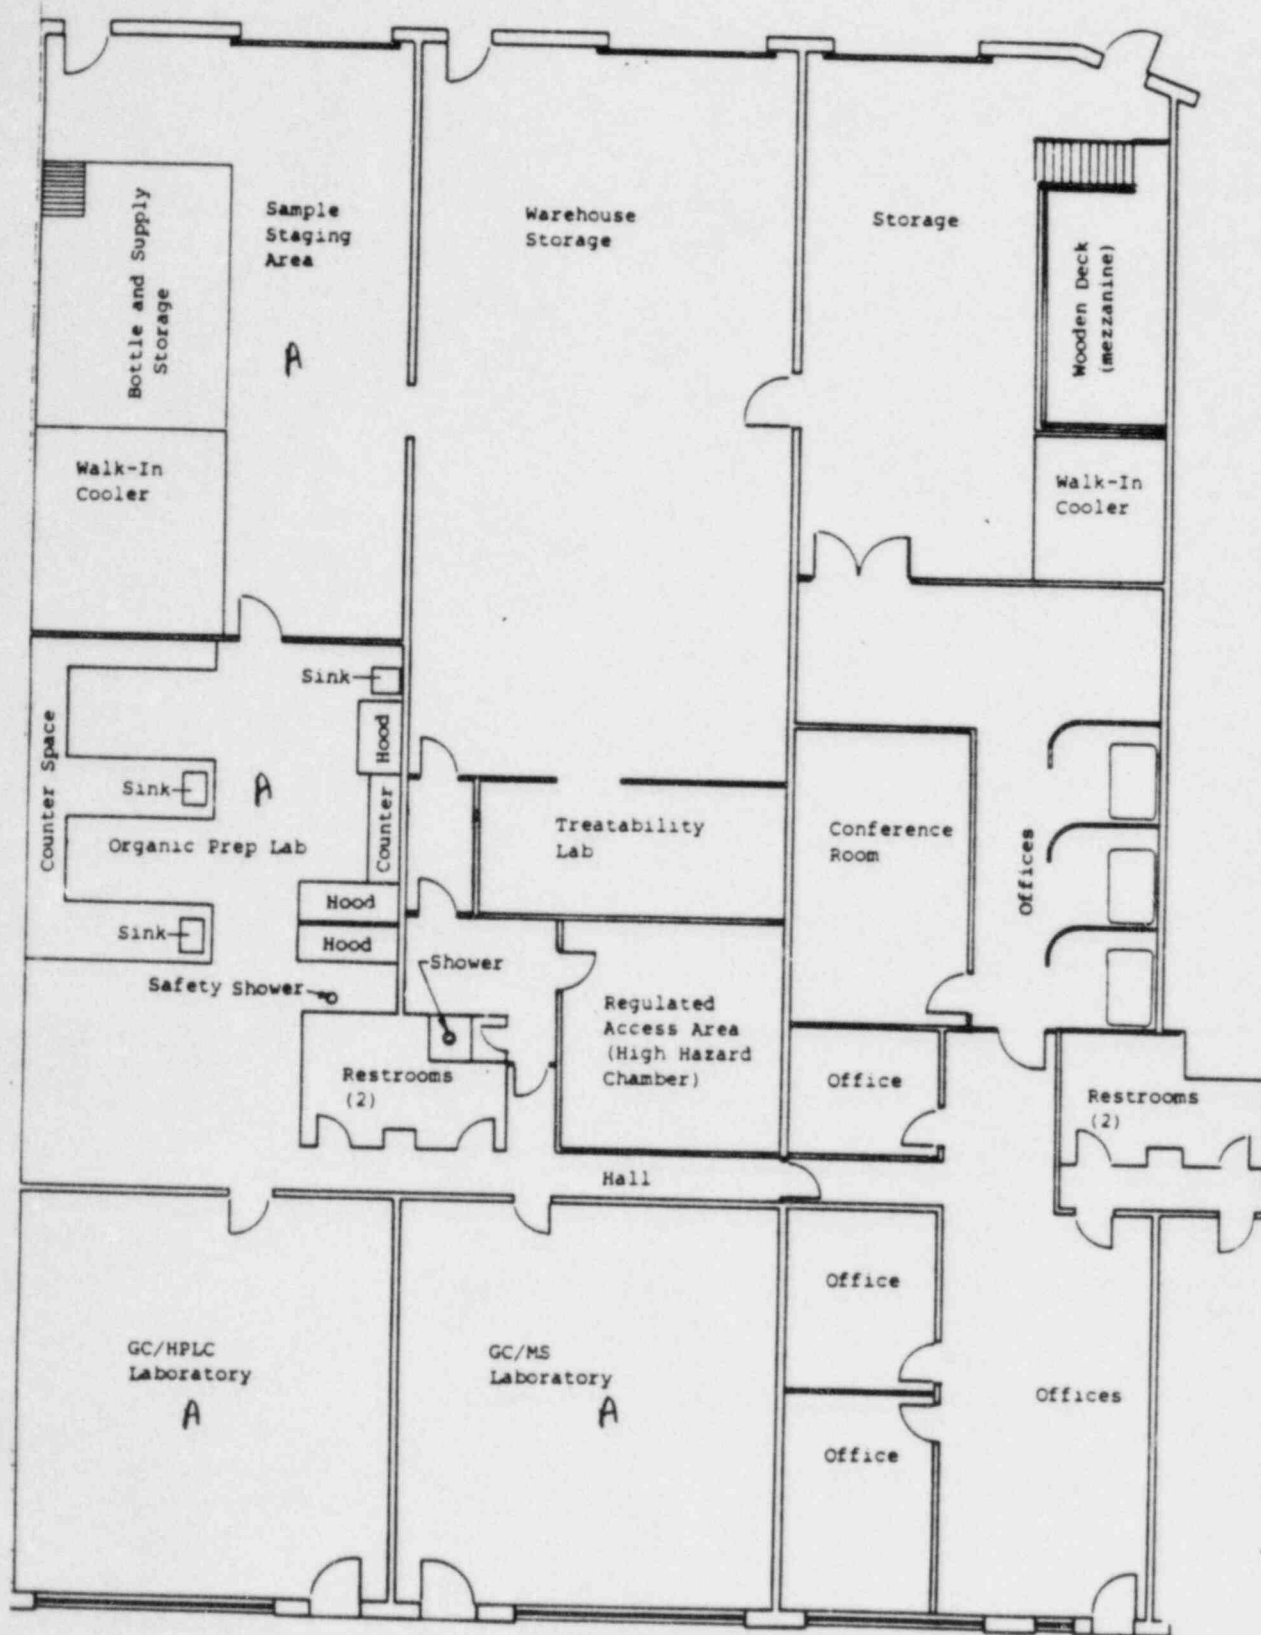 Sample
Staging
Area
Bottle and Supply
Storage
A
Warehouse
Storage
Storage
Wooden Deck
(mezzanine)
Walk-In
Cooler
Walk-In
Cooler
Sink
Hood
Counter Space
Sink
A
Counter
Organic Prep Lab
Hood
Sink
Hood
Safety Shower
Treatability
Lab
Conference
Room
Offices
Shower
Regulated
Access Area
(High Hazard
Chamber)
Restrooms
(2)
Office
Restrooms
(2)
Hall
Office
GC/HPLC
Laboratory
A
GC/MS
Laboratory
A
Offices
Office